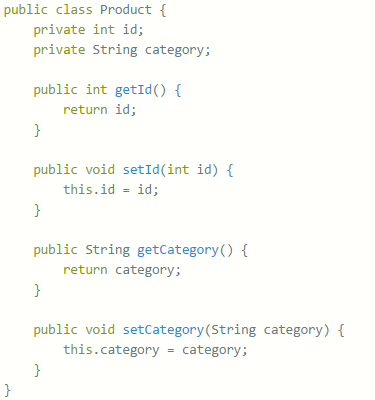 public class Product {
    private int id;
    private String category;

    public int getId() {
        return id;
    }

    public void setId(int id) {
        this.id = id;
    }

    public String getCategory() {
        return category;
    }

    public void setCategory(String category) {
        this.category = category;
    }
}